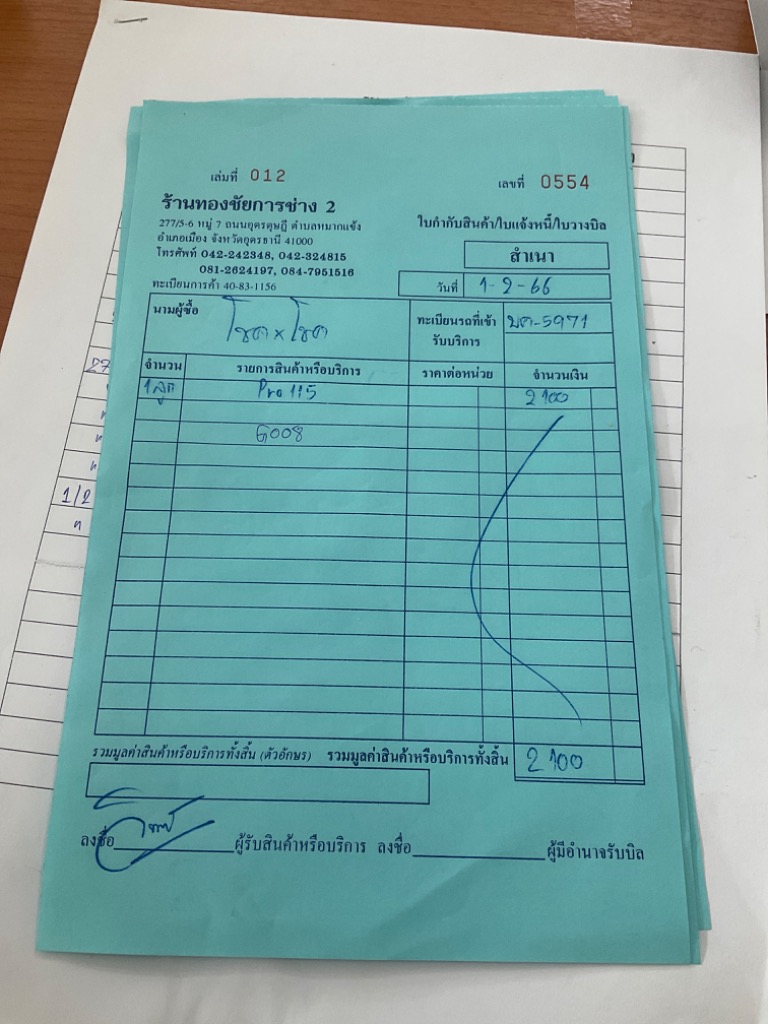 เล่มที่ 012
เลขที่ 0554
ร้านทองชัยการช่าง 2
277/5-6 หมู่ 7 ถนนอุดรดุษฎี ตำบลหมากแข้ง
อำเภอเมือง จังหวัดอุดรธานี 41000
โทรศัพท์ 042-242348, 042-324815
081-2624197, 084-7951516
ทะเบียนการค้า 40-83-1156
ใบกำกับสินค้า/ใบแจ้งหนี้/ใบวางบิล
สำเนา
วันที่ 1-2-66
นามผู้ซื้อ โชค x โชค
ทะเบียนรถที่เข้ารับบริการ บค-5971
จำนวน รายการสินค้าหรือบริการ ราคาต่อหน่วย จำนวนเงิน
1 ลูก Pro 115 2100
6008
รวมมูลค่าสินค้าหรือบริการทั้งสิ้น (ตัวอักษร) รวมมูลค่าสินค้าหรือบริการทั้งสิ้น 2100
ลงชื่อ ผู้รับสินค้าหรือบริการ ลงชื่อ ผู้มีอำนาจรับบิล
1/2